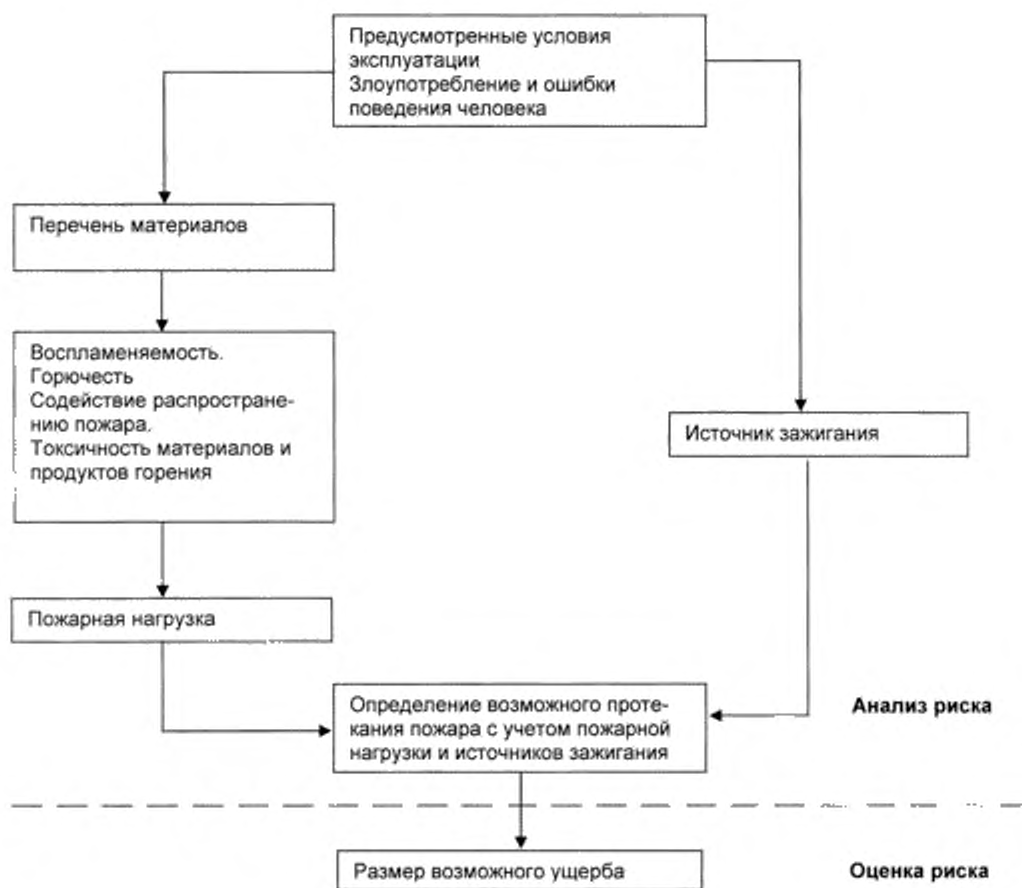 Предусмотренные условия
эксплуатации
Злоупотребление и ошибки
поведения человека
Перечень материалов
Воспламеняемость.
Горючесть
Содействие распростране-
нию пожара.
Токсичность материалов и
продуктов горения
Источник зажигания
Пожарная нагрузка
Определение возможного проте-
кания пожара с учетом пожарной
нагрузки и источников зажигания
Анализ риска
Размер возможного ущерба
Оценка риска